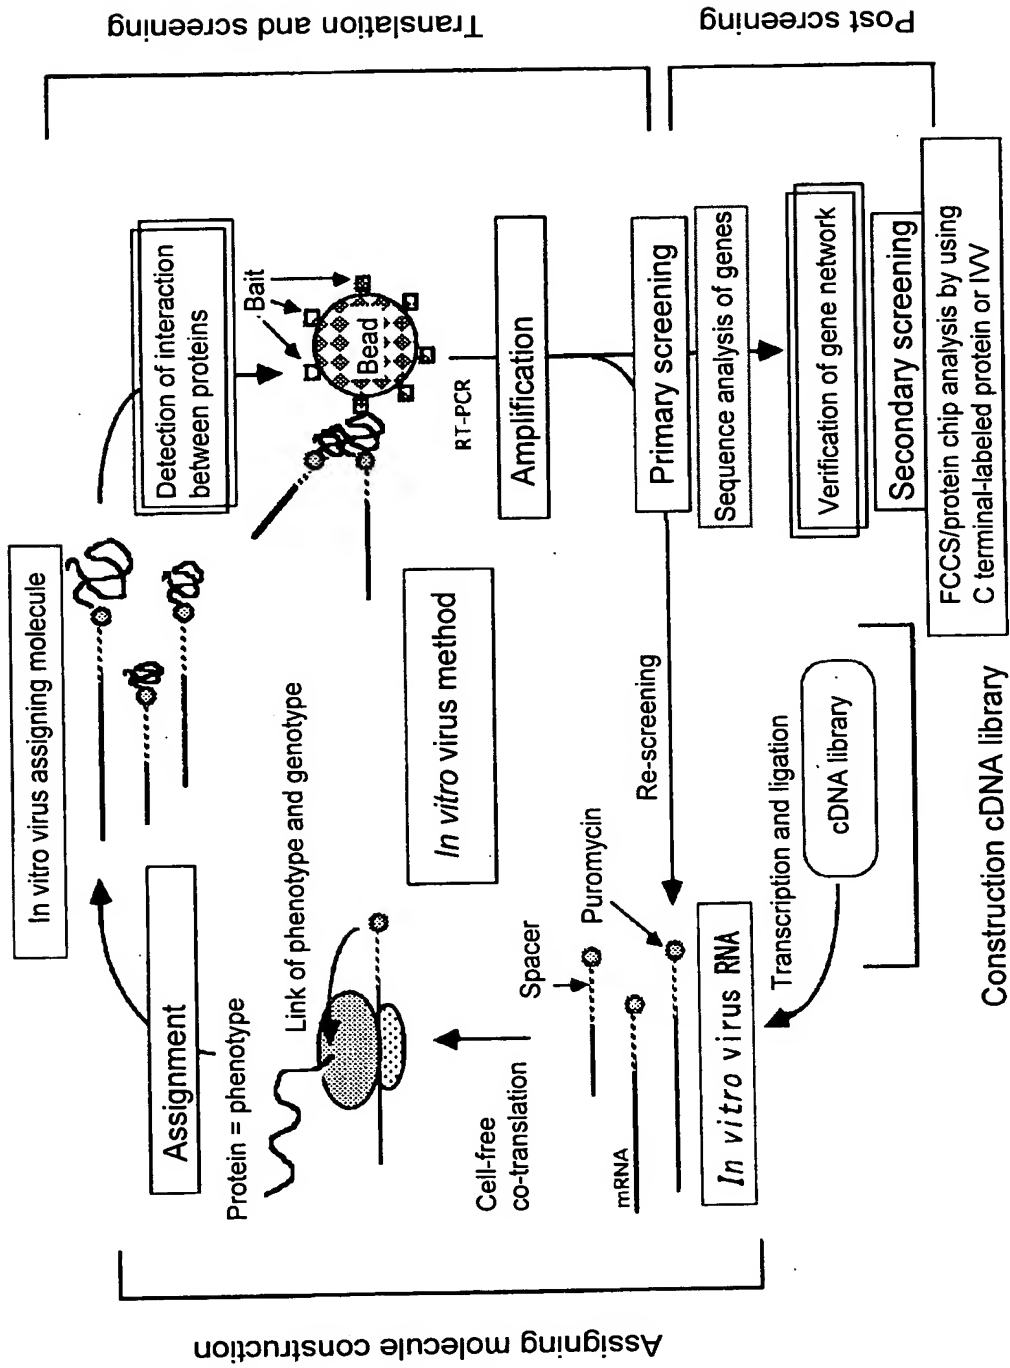 Assigning molecule construction
In vitro virus assigning molecule
Assignment
Protein = phenotype
Link of phenotype and genotype
Cell-free
co-translation
Spacer
Puromycin
mRNA
In vitro virus RNA
Transcription and ligation
cDNA library
Construction cDNA library
In vitro virus method
Re-screening
Translation and screening
Detection of interaction
between proteins
Bait
Bead
RT-PCR
Amplification
Primary screening
Sequence analysis of genes
Post screening
Verification of gene network
Secondary screening
FCCS/protein chip analysis by using
C terminal-labeled protein or IVV